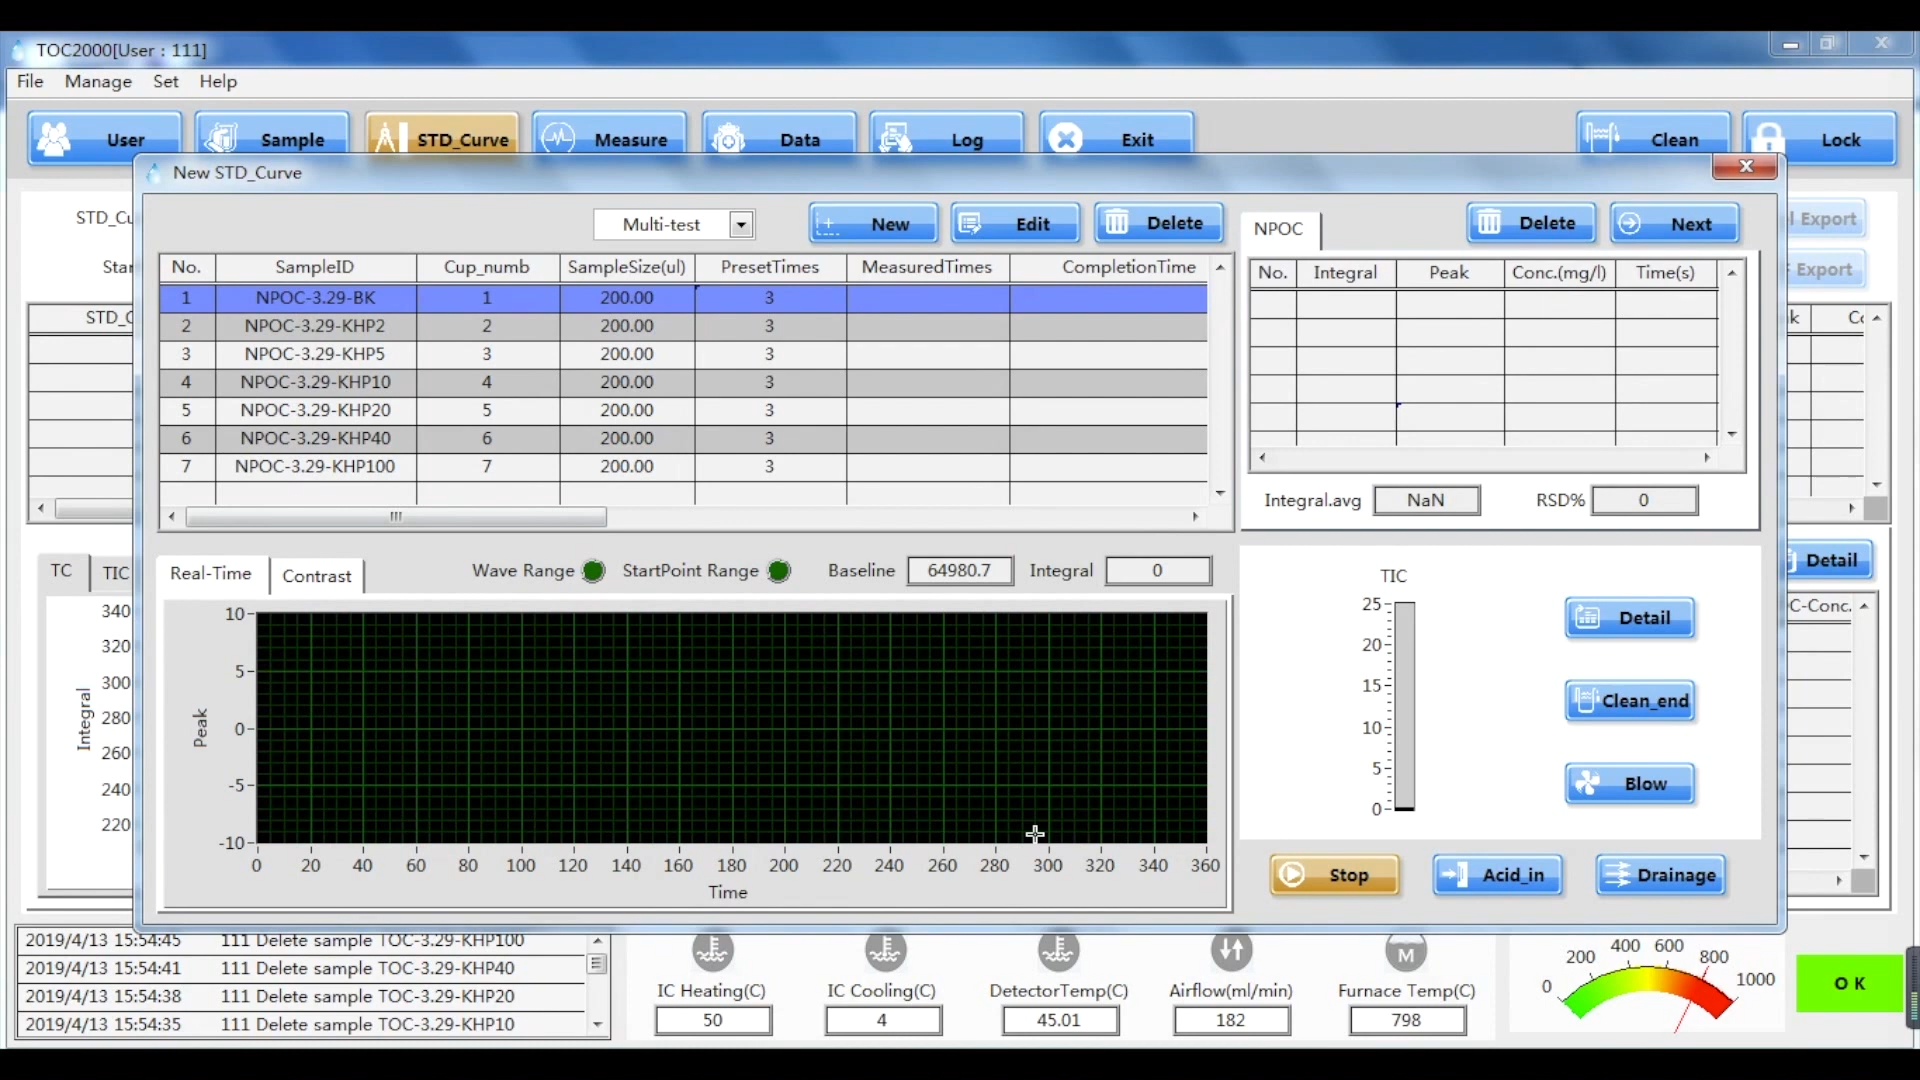 TOC2000[User : 111]
File Manage Set Help
User Sample STD_Curve Measure Data Log Exit Clean Lock
New STD_Curve
Multi-test New Edit Delete
NPOC Delete Next
Export
Export
No. SampleID Cup_numb SampleSize(ul) PresetTimes MeasuredTimes CompletionTime
1 NPOC-3.29-BK 1 200.00 3
2 NPOC-3.29-KHP2 2 200.00 3
3 NPOC-3.29-KHP5 3 200.00 3
4 NPOC-3.29-KHP10 4 200.00 3
5 NPOC-3.29-KHP20 5 200.00 3
6 NPOC-3.29-KHP40 6 200.00 3
7 NPOC-3.29-KHP100 7 200.00 3
No. Integral Peak Conc.(mg/l) Time(s)
Integral.avg NaN RSD% 0
TC TIC
Integral
340
320
300
280
260
240
220
Real-Time Contrast Wave Range StartPoint Range Baseline 64980.7 Integral 0
Peak
10
5
0
-5
-10
0 20 40 60 80 100 120 140 160 180 200 220 240 260 280 300 320 340 360
Time
TIC
25
20
15
10
5
0
Detail
Clean_end
Blow
Stop Acid_in Drainage
Detail
C-Conc.
2019/4/13 15:54:45 111 Delete sample TOC-3.29-KHP100
2019/4/13 15:54:41 111 Delete sample TOC-3.29-KHP40
2019/4/13 15:54:38 111 Delete sample TOC-3.29-KHP20
2019/4/13 15:54:35 111 Delete sample TOC-3.29-KHP10
M
IC Heating(C) IC Cooling(C) DetectorTemp(C) Airflow(ml/min) Furnace Temp(C)
50 4 45.01 182 798
0 200 400 600 800 1000
OK